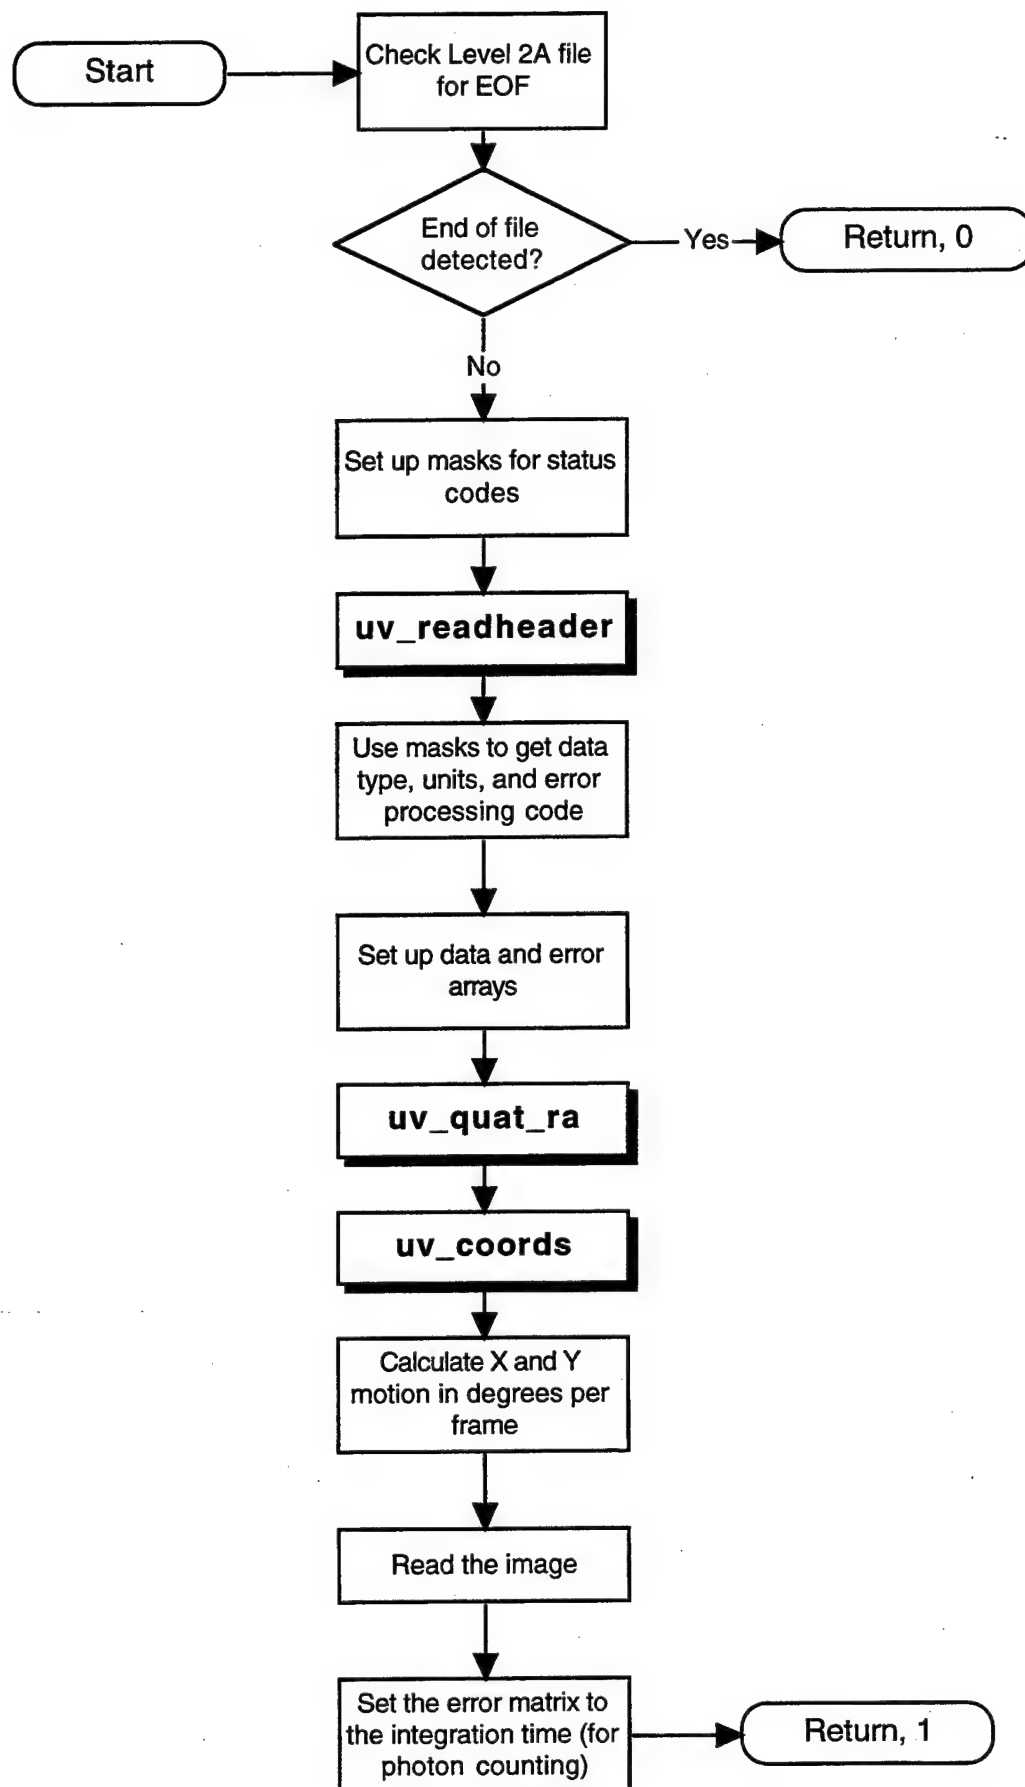 Start
Check Level 2A file
for EOF
End of file
detected?
Yes
Return, 0
No
Set up masks for status
codes
uv_readheader
Use masks to get data
type, units, and error
processing code
Set up data and error
arrays
uv_quat_ra
uv_coords
Calculate X and Y
motion in degrees per
frame
Read the image
Set the error matrix to
the integration time (for
photon counting)
Return, 1